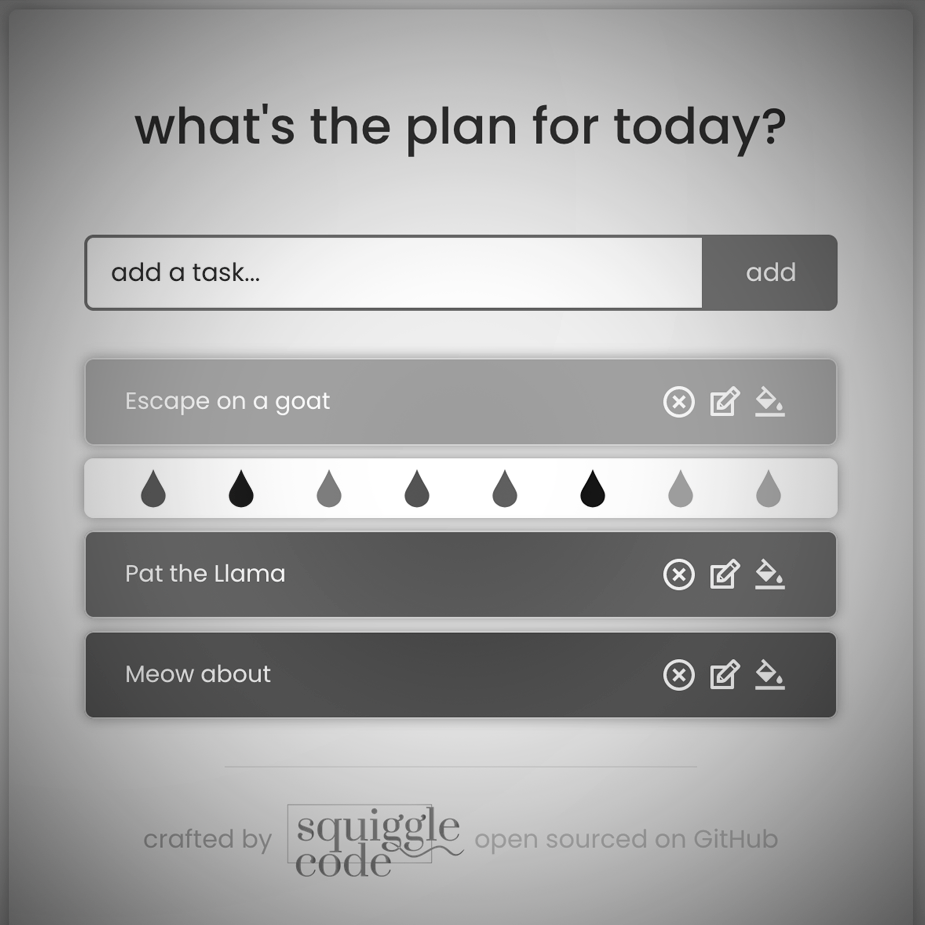 what's the plan for today?
add a task...
add
Escape on a goat
Pat the Llama
Meow about
crafted by squiggle code open sourced on GitHub